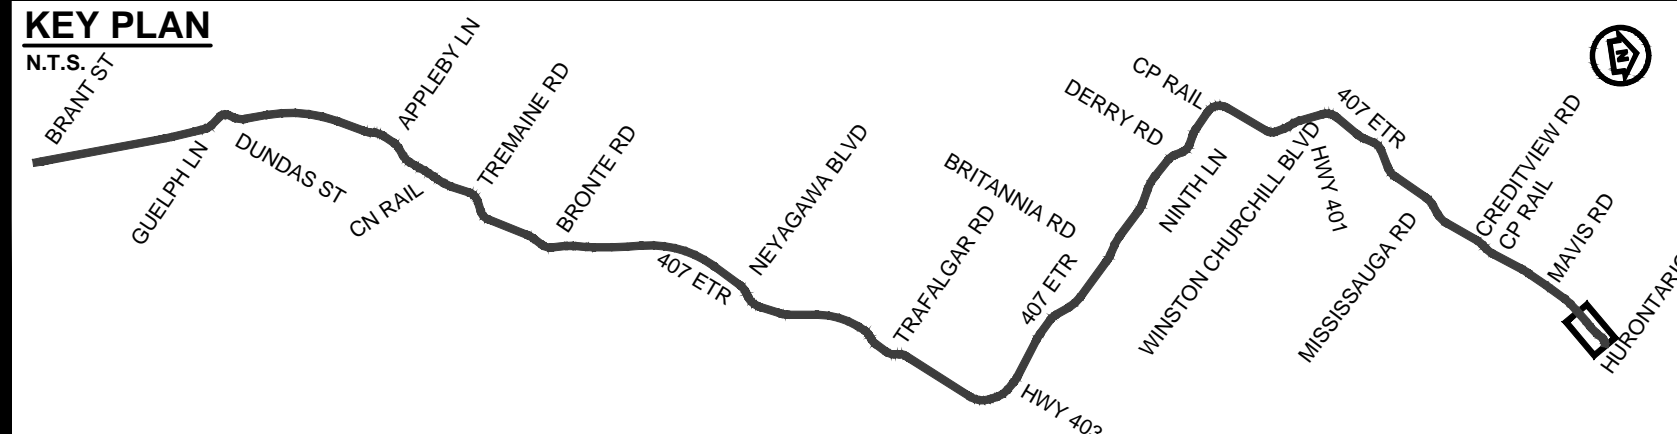 KEY PLAN
N.T.S.
BRANT ST
GUELPH LN
DUNDAS ST
CN RAIL
APPLEBY LN
TREMAINE RD
BRONTE RD
407 ETR
NEYAGAWA BLVD
TRAFALGAR RD
HWY 403
407 ETR
BRITANNIA RD
DERRY RD
CP RAIL
NINTH LN
WINSTON CHURCHILL BLVD
HWY 401
407 ETR
MISSISSAUGA RD
CREDITVIEW RD
CP RAIL
MAVIS RD
HURONTARIO
N